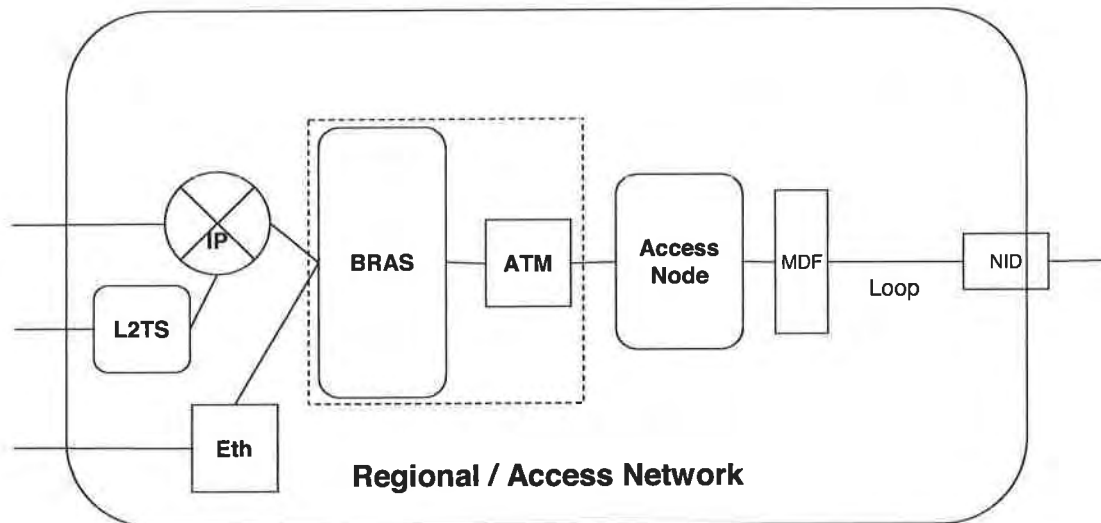 IP
BRAS
ATM
Access
Node
MDF
NID
Loop
L2TS
Eth
Regional / Access Network